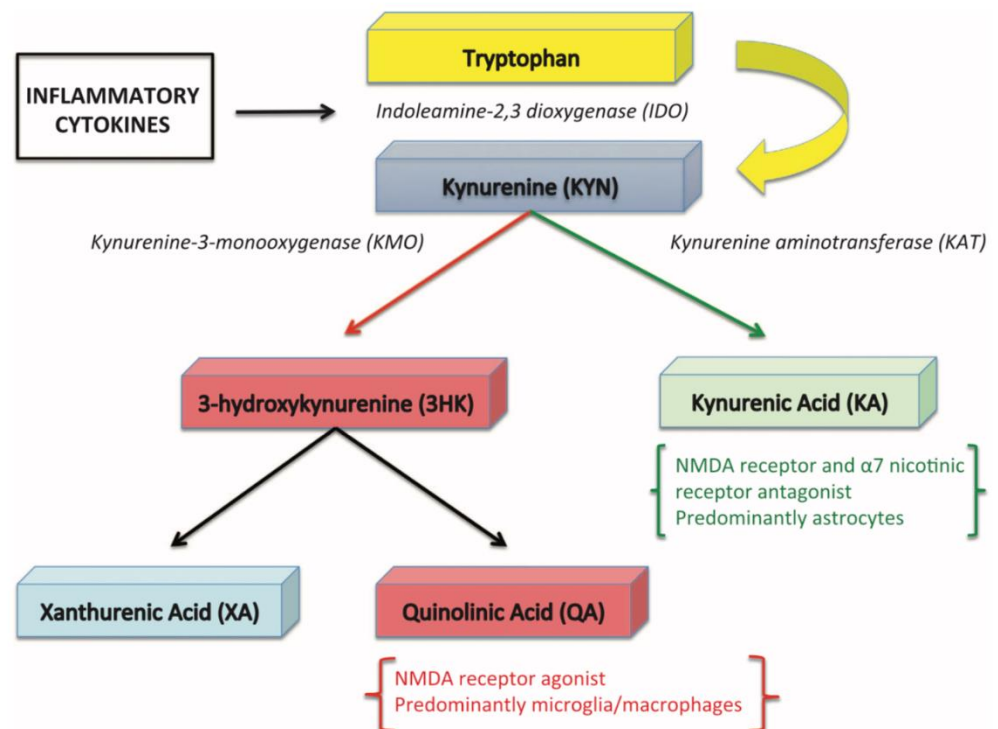 Tryptophan
INFLAMMATORY
CYTOKINES
Indoleamine-2,3 dioxygenase (IDO)
Kynurenine (KYN)
Kynurenine-3-monooxygenase (KMO)
Kynurenine aminotransferase (KAT)
3-hydroxykynurenine (3HK)
Kynurenic Acid (KA)
NMDA receptor and α7 nicotinic
receptor antagonist
Predominantly astrocytes
Xanthurenic Acid (XA)
Quinolinic Acid (QA)
NMDA receptor agonist
Predominantly microglia/macrophages